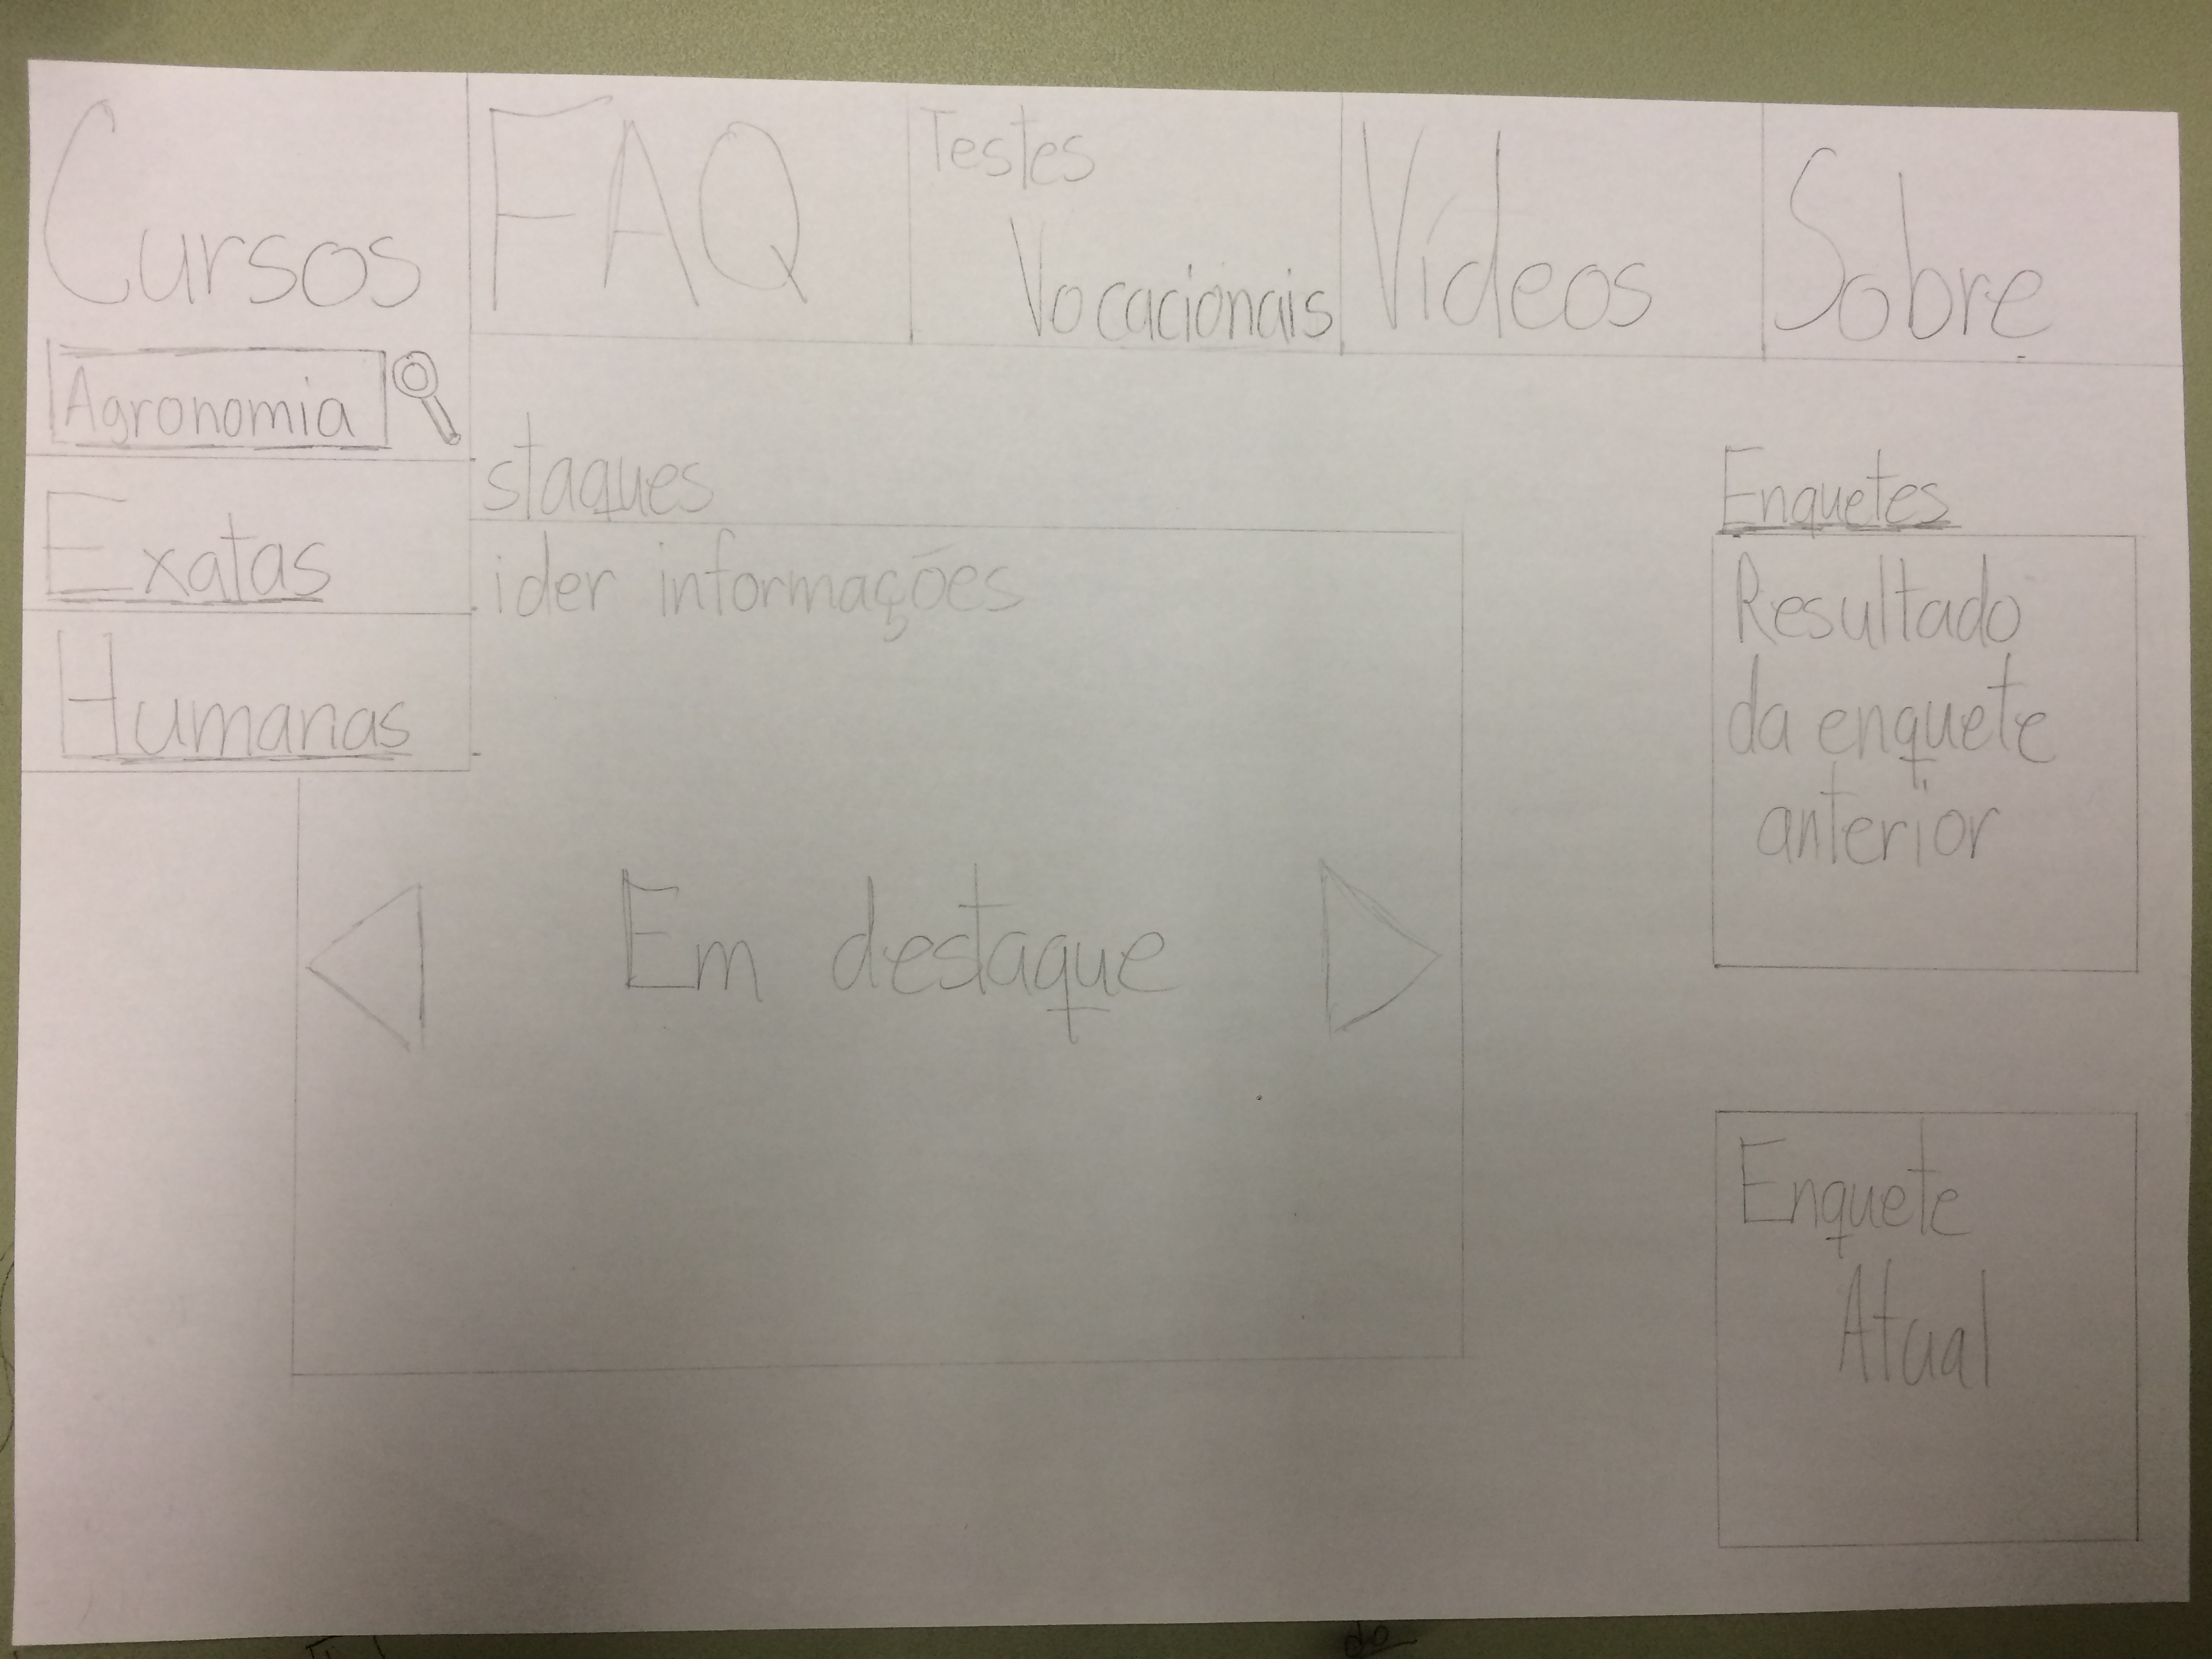 Cursos
FAQ
Testes
Vocacionais
Vídeos
Sobre
Agronomia
Exatas
Humanas
staques
ider informações
Em destaque
Enquetes
Resultado
da enquete
anterior
Enquete
Atual